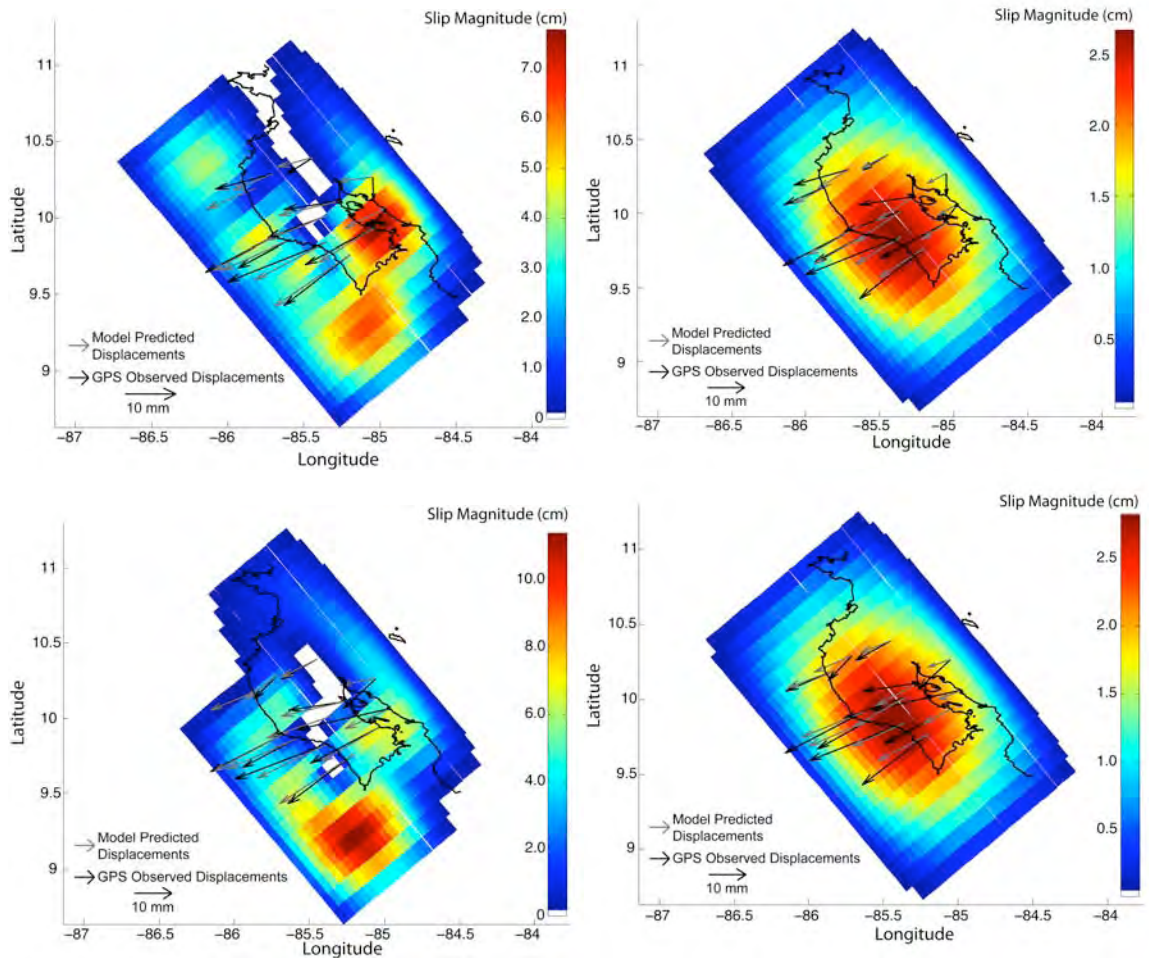 Slip Magnitude (cm)
11
10.5
10
9.5
9
Latitude
7.0
6.0
5.0
4.0
3.0
2.0
1.0
0
Model Predicted
Displacements
GPS Observed Displacements
10 mm
−87
−86.5
−86
−85.5
−85
−84.5
−84
Longitude
Slip Magnitude (cm)
11
10.5
10
9.5
9
Latitude
2.5
2.0
1.5
1.0
0.5
Model Predicted
Displacements
GPS Observed Displacements
10 mm
−87
−86.5
−86
−85.5
−85
−84.5
−84
Longitude
Slip Magnitude (cm)
11
10.5
10
9.5
9
Latitude
10.0
8.0
6.0
4.0
2.0
0
Model Predicted
Displacements
GPS Observed Displacements
10 mm
−87
−86.5
−86
−85.5
−85
−84.5
−84
Longitude
Slip Magnitude (cm)
11
10.5
10
9.5
9
Latitude
2.5
2.0
1.5
1.0
0.5
Model Predicted
Displacements
GPS Observed Displacements
10 mm
−87
−86.5
−86
−85.5
−85
−84.5
−84
Longitude